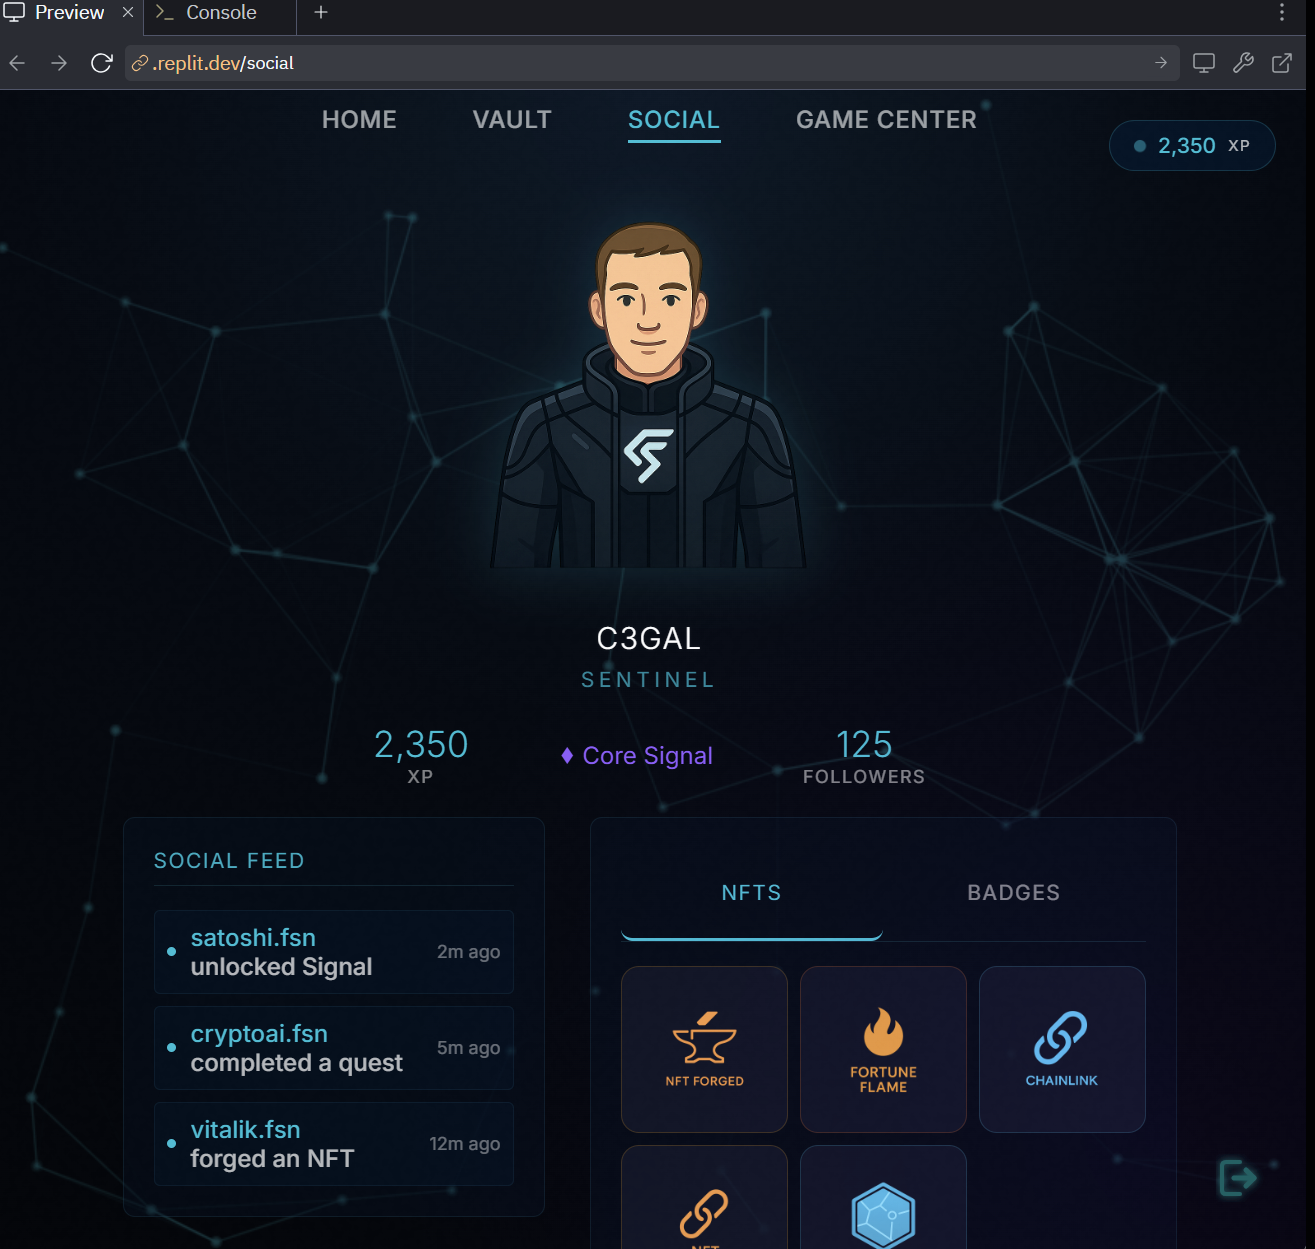 Preview
Console
.replit.dev/social
HOME
VAULT
SOCIAL
GAME CENTER
2,350 XP
C3GAL
SENTINEL
2,350
XP
Core Signal
125
FOLLOWERS
SOCIAL FEED
satoshi.fsn
unlocked Signal
2m ago
cryptoai.fsn
completed a quest
5m ago
vitalik.fsn
forged an NFT
12m ago
NFTS
BADGES
NFT FORGED
FORTUNE
FLAME
CHAINLINK
NFT